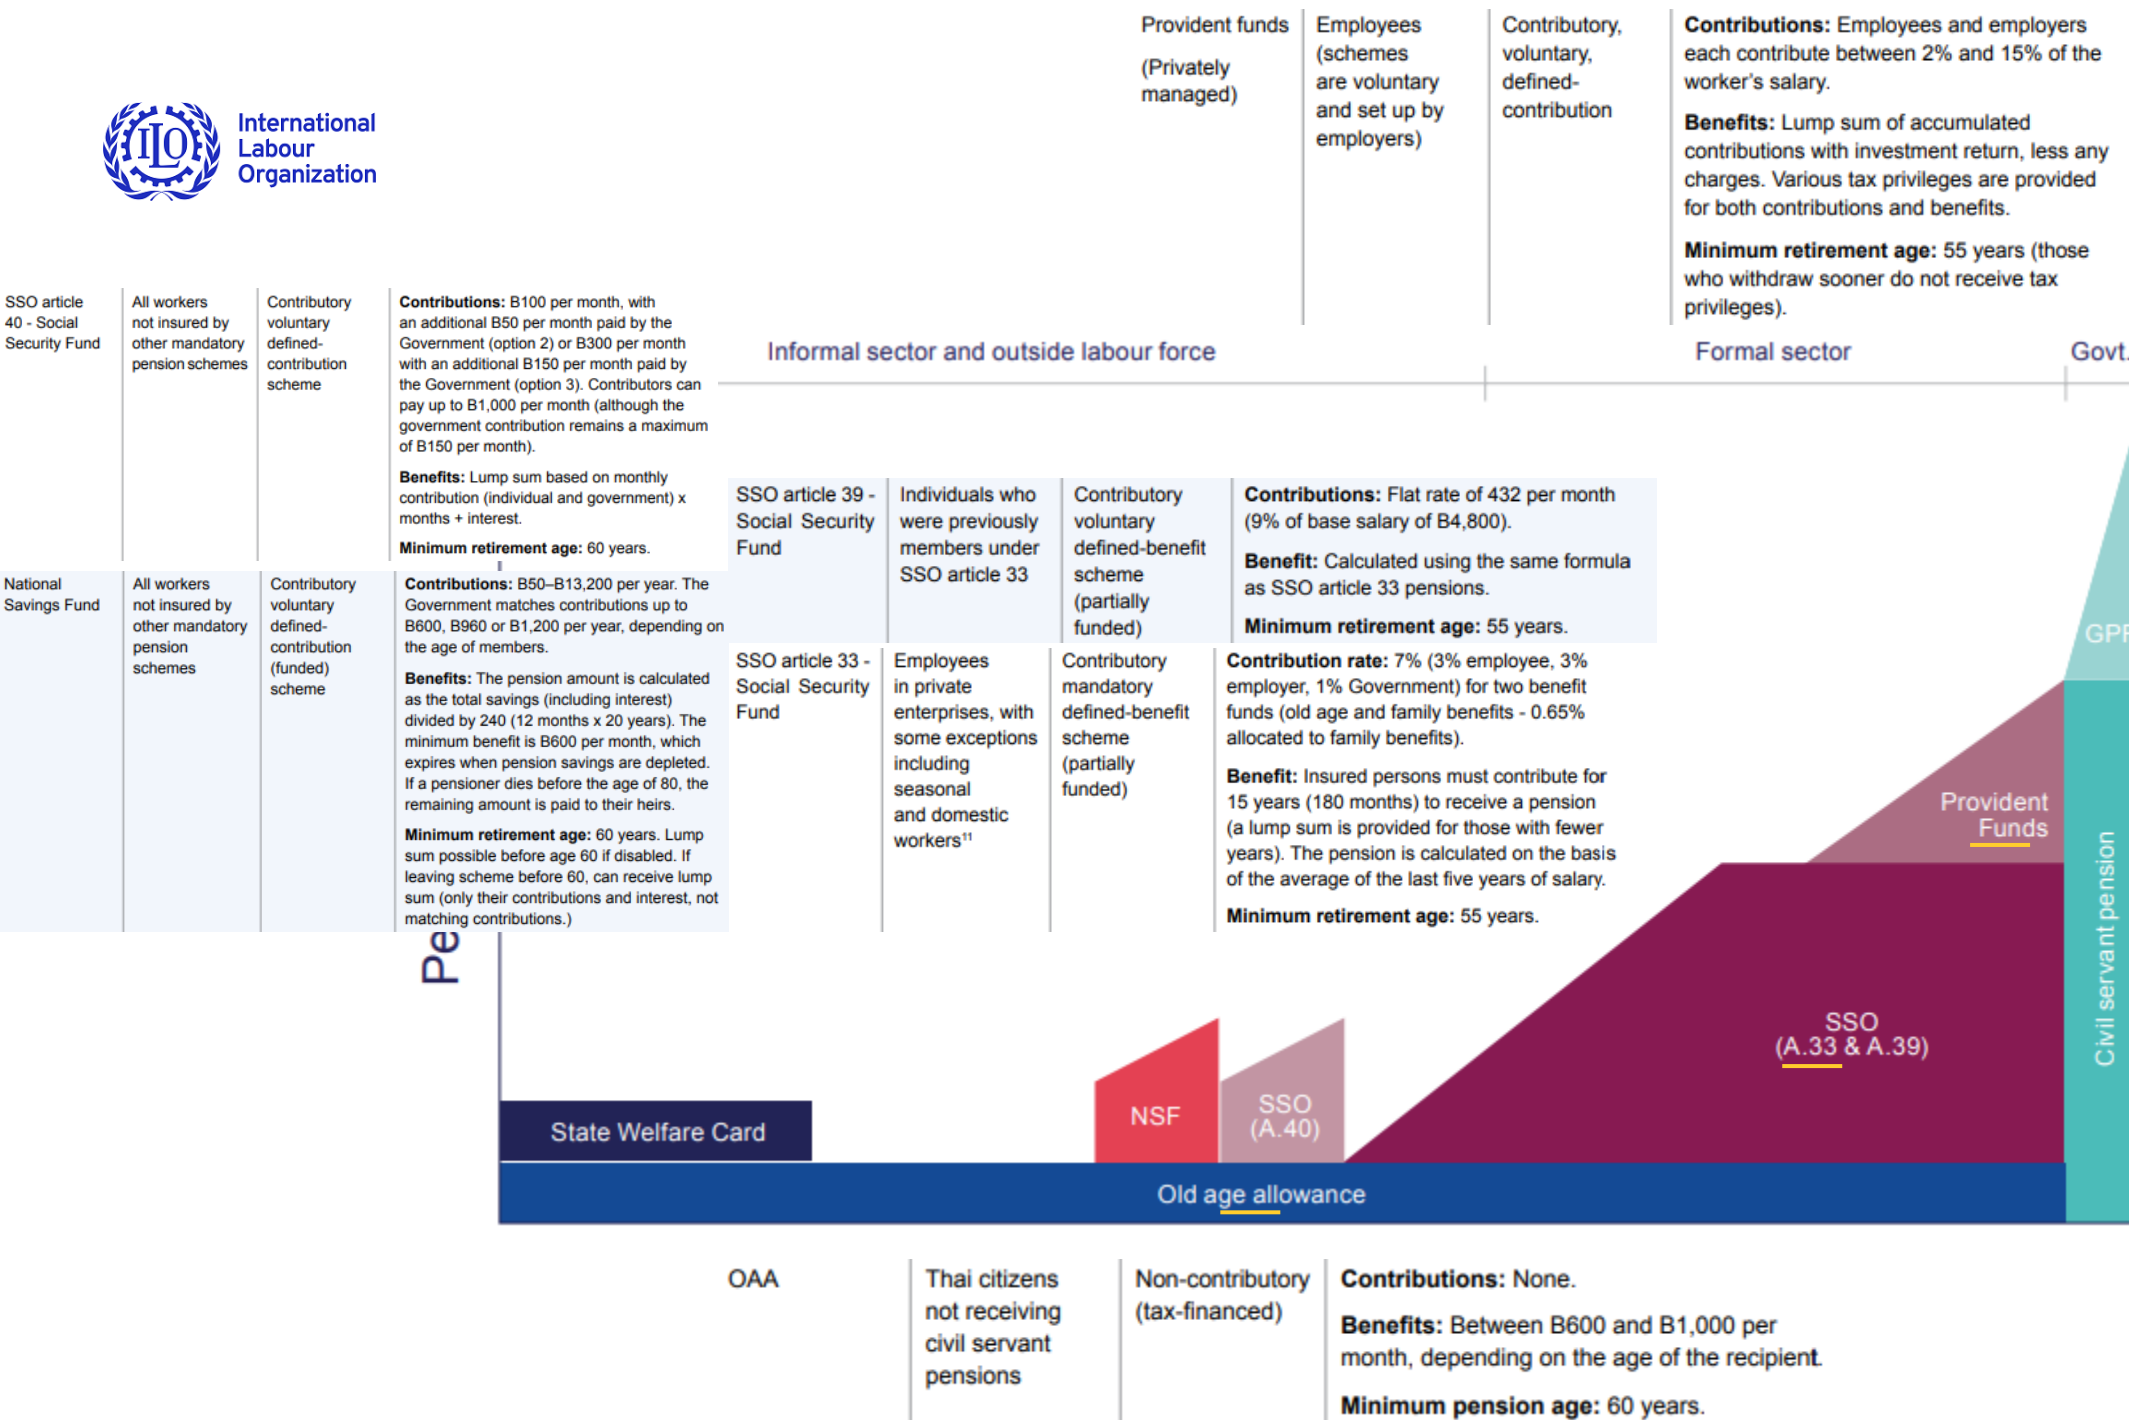 Provident funds
(Privately
managed)
Employees
(schemes
are voluntary
and set up by
employers)
Contributory,
voluntary,
defined-
contribution
Contributions: Employees and employers
each contribute between 2% and 15% of the
worker's salary.
Benefits: Lump sum of accumulated
contributions with investment return, less any
charges. Various tax privileges are provided
for both contributions and benefits.
Minimum retirement age: 55 years (those
who withdraw sooner do not receive tax
privileges).
ILO
International
Labour
Organization
SSO article
40 - Social
Security Fund
All workers
not insured by
other mandatory
pension schemes
Contributory
voluntary
defined-
contribution
scheme
Contributions: B100 per month, with
an additional B50 per month paid by the
Government (option 2) or B300 per month
with an additional B150 per month paid by
the Government (option 3). Contributors can
pay up to B1,000 per month (although the
government contribution remains a maximum
of B150 per month).
Benefits: Lump sum based on monthly
contribution (individual and government) x
months + interest.
Minimum retirement age: 60 years.
Informal sector and outside labour force
Formal sector
Govt.
National
Savings Fund
All workers
not insured by
other mandatory
pension
schemes
Contributory
voluntary
defined-
contribution
(funded)
scheme
Contributions: B50–B13,200 per year. The
Government matches contributions up to
B600, B960 or B1,200 per year, depending on
the age of members.
Benefits: The pension amount is calculated
as the total savings (including interest)
divided by 240 (12 months x 20 years). The
minimum benefit is B600 per month, which
expires when pension savings are depleted.
If a pensioner dies before the age of 80, the
remaining amount is paid to their heirs.
Minimum retirement age: 60 years. Lump
sum possible before age 60 if disabled. If
leaving scheme before 60, can receive lump
sum (only their contributions and interest, not
matching contributions.)
SSO article 39 -
Social Security
Fund
Individuals who
were previously
members under
SSO article 33
Contributory
voluntary
defined-benefit
scheme
(partially
funded)
Contributions: Flat rate of 432 per month
(9% of base salary of B4,800).
Benefit: Calculated using the same formula
as SSO article 33 pensions.
Minimum retirement age: 55 years.
SSO article 33 -
Social Security
Fund
Employees
in private
enterprises, with
some exceptions
including
seasonal
and domestic
workers¹¹
Contributory
mandatory
defined-benefit
scheme
(partially
funded)
Contribution rate: 7% (3% employee, 3%
employer, 1% Government) for two benefit
funds (old age and family benefits - 0.65%
allocated to family benefits).
Benefit: Insured persons must contribute for
15 years (180 months) to receive a pension
(a lump sum is provided for those with fewer
years). The pension is calculated on the basis
of the average of the last five years of salary.
Minimum retirement age: 55 years.
Pe
GPF
Provident
Funds
Civil servant pension
SSO
(A.33 & A.39)
NSF
SSO
(A.40)
State Welfare Card
Old age allowance
OAA
Thai citizens
not receiving
civil servant
pensions
Non-contributory
(tax-financed)
Contributions: None.
Benefits: Between B600 and B1,000 per
month, depending on the age of the recipient.
Minimum pension age: 60 years.